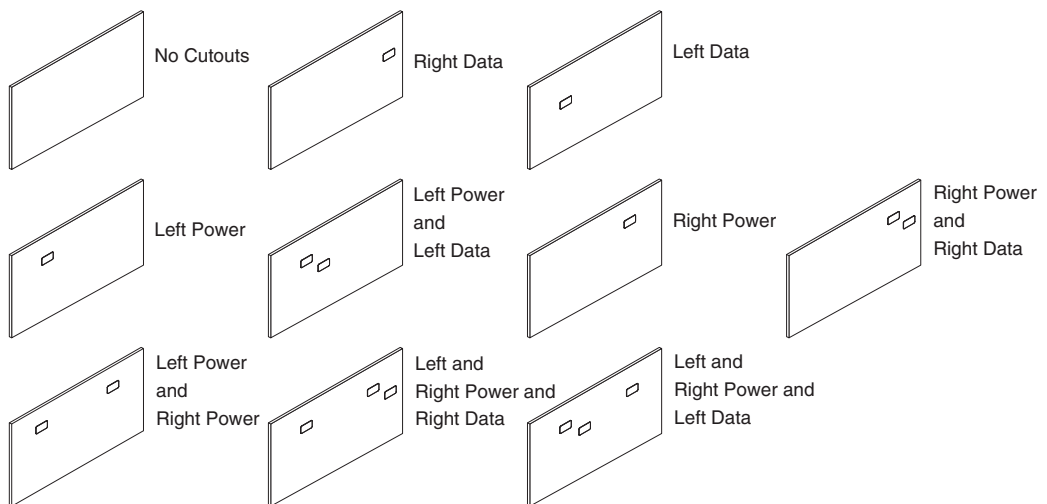 No Cutouts
Right Data
Left Data
Left Power
Left Power
and
Left Data
Right Power
Right Power
and
Right Data
Left Power
and
Right Power
Left and
Right Power and
Right Data
Left and
Right Power and
Left Data